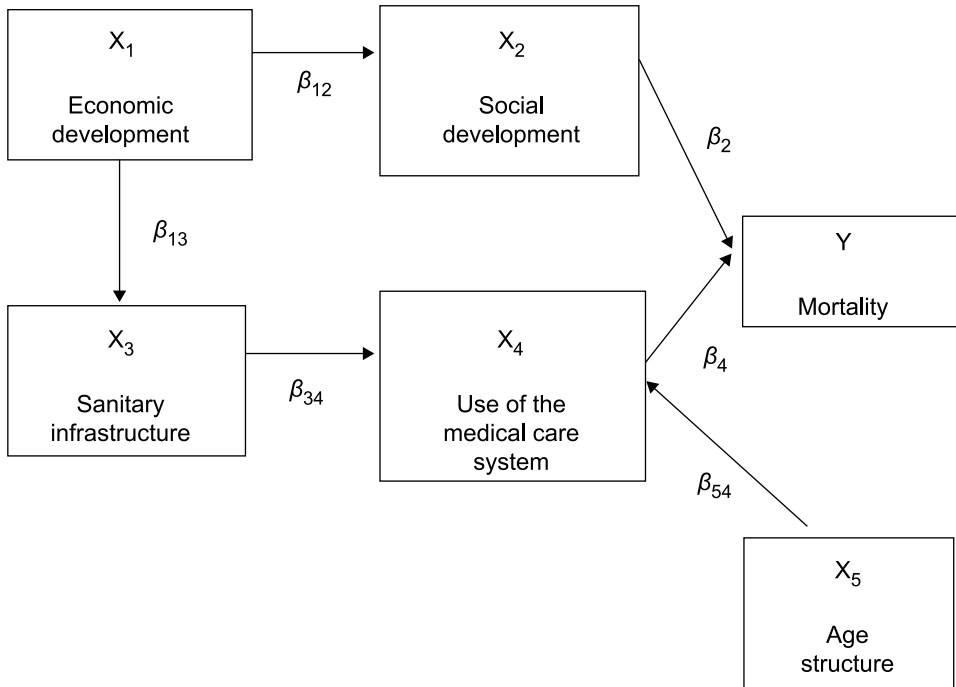 X₁
Economic
development
β₁₂
X₂
Social
development
β₂
β₁₃
Y
Mortality
X₃
Sanitary
infrastructure
β₃₄
X₄
Use of the
medical care
system
β₄
β₅₄
X₅
Age
structure